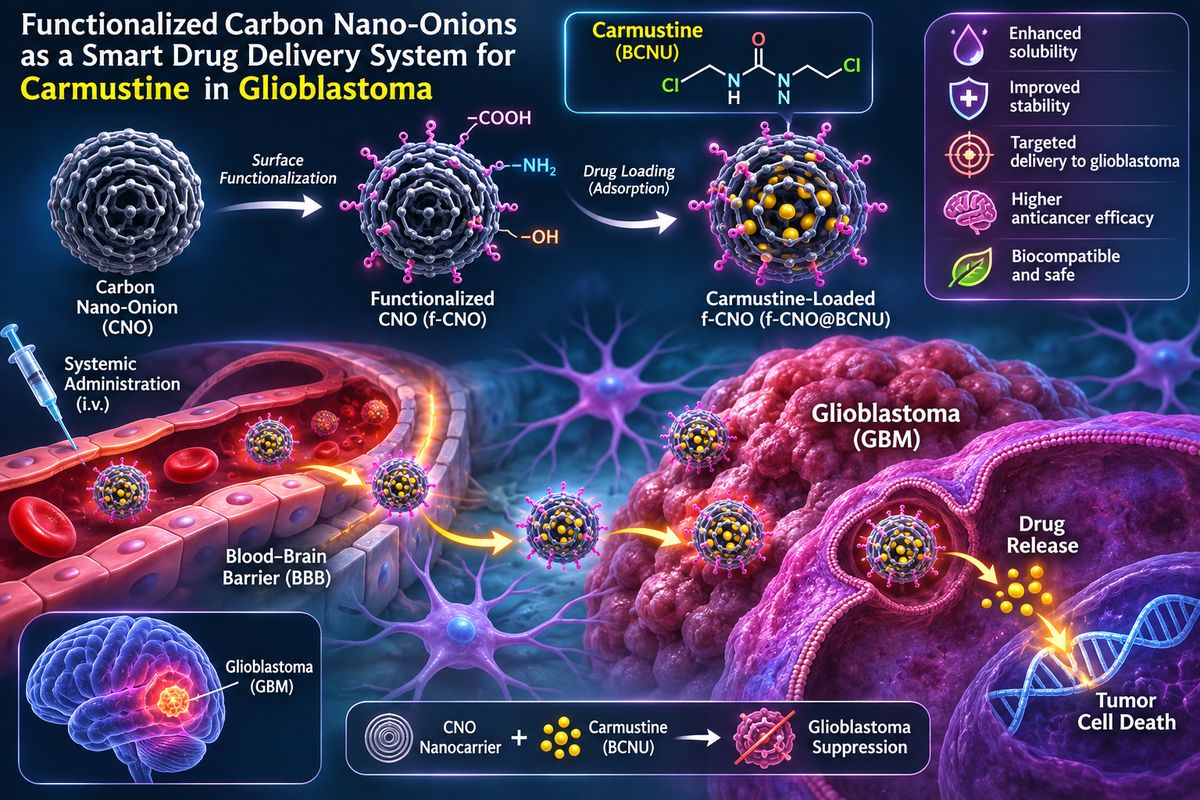 Functionalized Carbon Nano-Onions
as a Smart Drug Delivery System for
Carmustine in Glioblastoma
Carmustine
(BCNU)
O
Cl
N
H
N
N
Cl
Enhanced
solubility
Improved
stability
Targeted
delivery to glioblastoma
Higher
anticancer efficacy
Biocompatible
and safe
Carbon
Nano-Onion
(CNO)
Surface
Functionalization
-COOH
-NH₂
-OH
Functionalized
CNO (f-CNO)
Drug Loading
(Adsorption)
Carmustine-Loaded
f-CNO (f-CNO@BCNU)
Systemic
Administration
(i.v.)
Blood–Brain
Barrier (BBB)
Glioblastoma
(GBM)
Drug
Release
Tumor
Cell Death
Glioblastoma
(GBM)
CNO
Nanocarrier
+
Carmustine
(BCNU)
Glioblastoma
Suppression